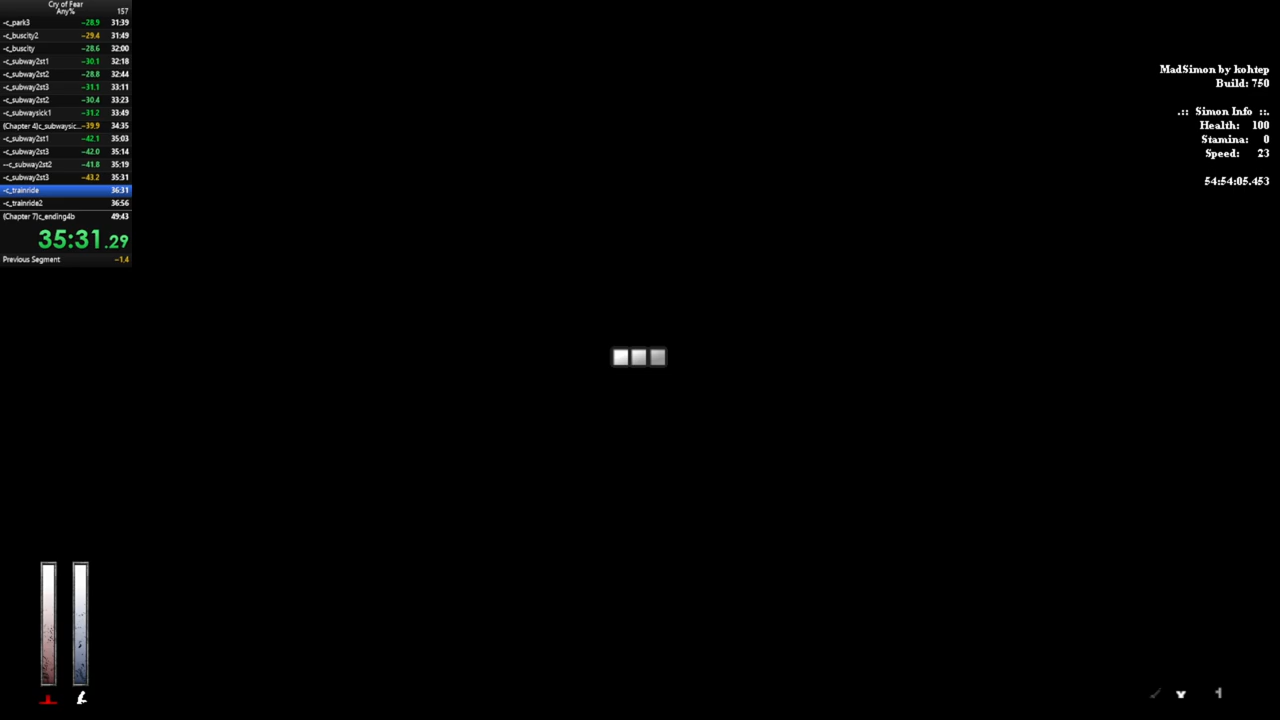 Cry of Fear
Any% 157
-c_park3 -28.9 31:39
-c_buscity2 -29.4 31:49
-c_buscity -28.6 32:00
-c_subway2st1 -30.1 32:18
-c_subway2st2 -28.8 32:44
-c_subway2st3 -31.1 33:11
-c_subway2st2 -30.4 33:23
-c_subwaysick1 -31.2 33:49
(Chapter 4)c_subwaysic... -39.9 34:35
-c_subway2st1 -42.1 35:03
-c_subway2st3 -42.0 35:14
--c_subway2st2 -41.8 35:19
-c_subway2st3 -43.2 35:31
-c_trainride 36:31
-c_trainride2 36:56
(Chapter 7)c_ending4b 49:43
35:31.29
Previous Segment -1.4
MadSimon by kohtep
Build: 750
.:: Simon Info ::.
Health: 100
Stamina: 0
Speed: 23
54:54:05.453